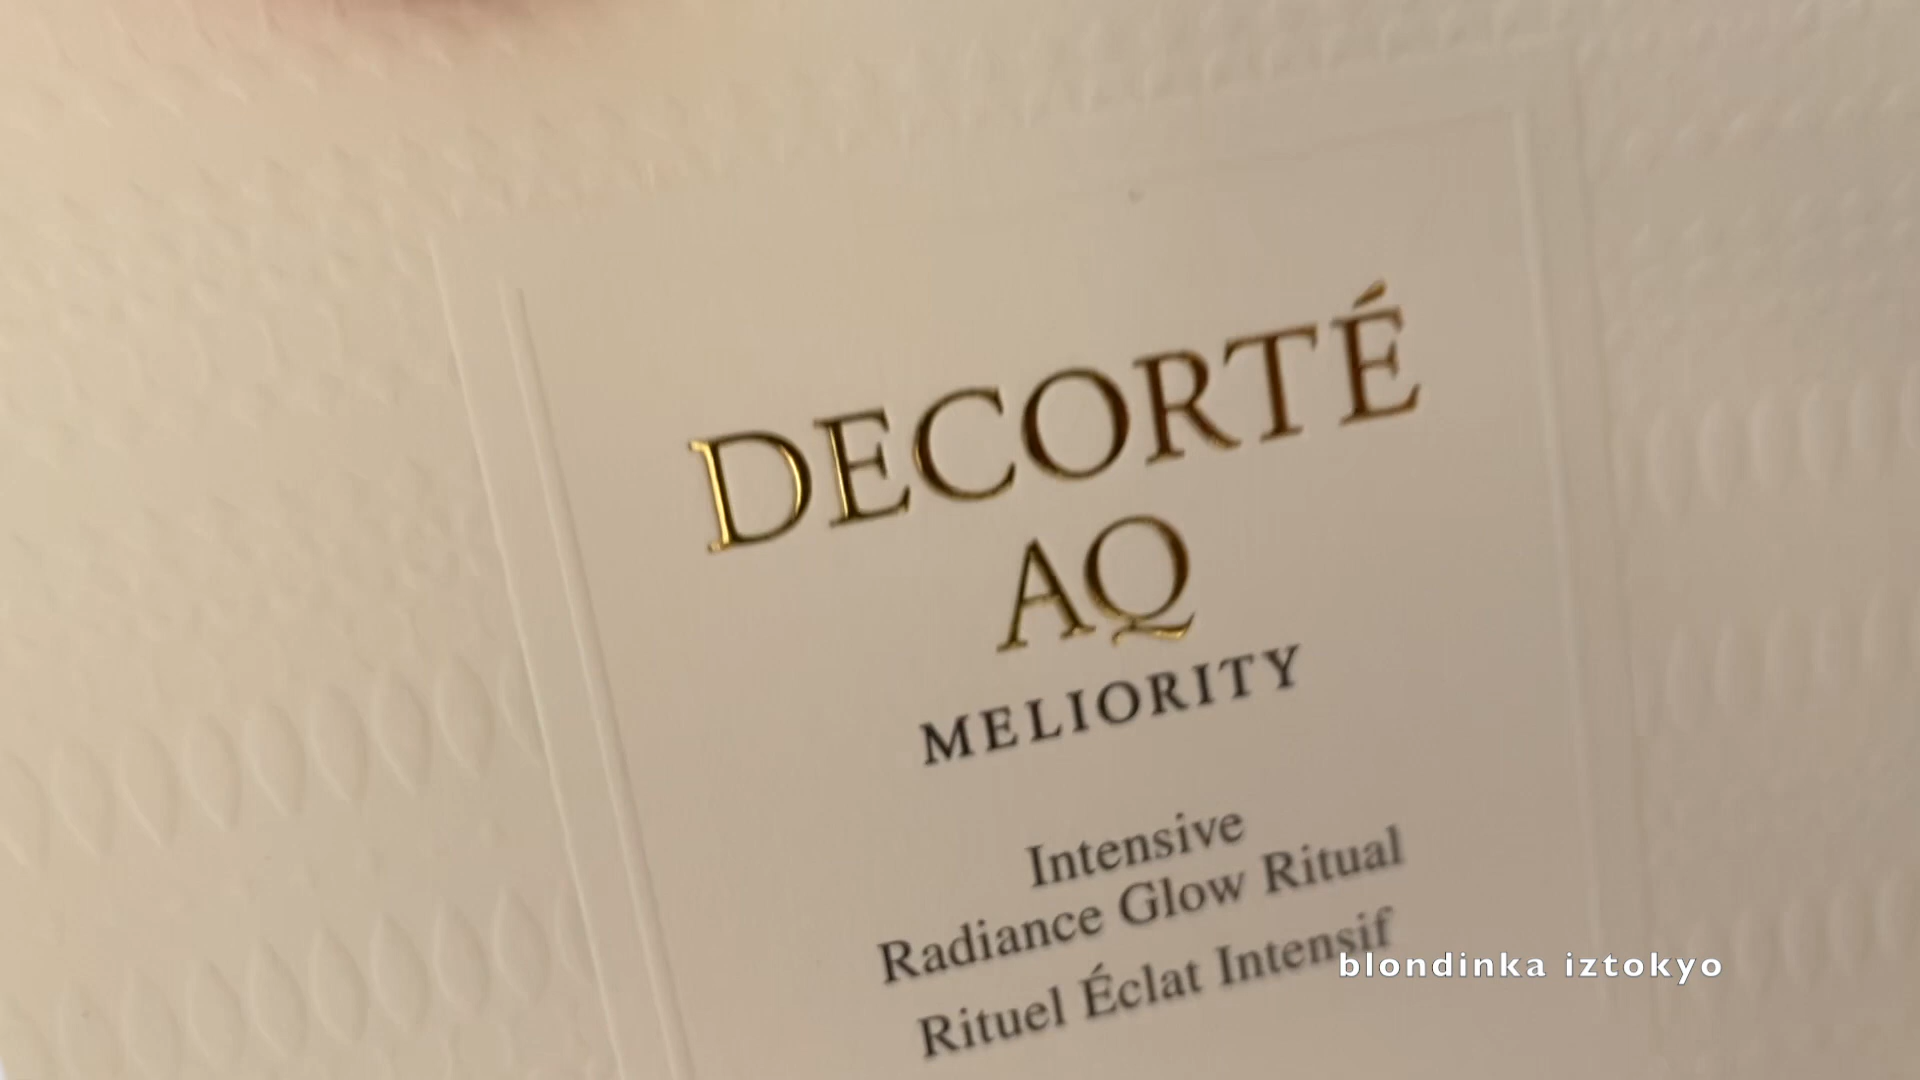 DECORTÉ
AQ
MELIORITY
Intensive
Radiance Glow Ritual
Rituel Éclat Intensif
blondinka iztokyo